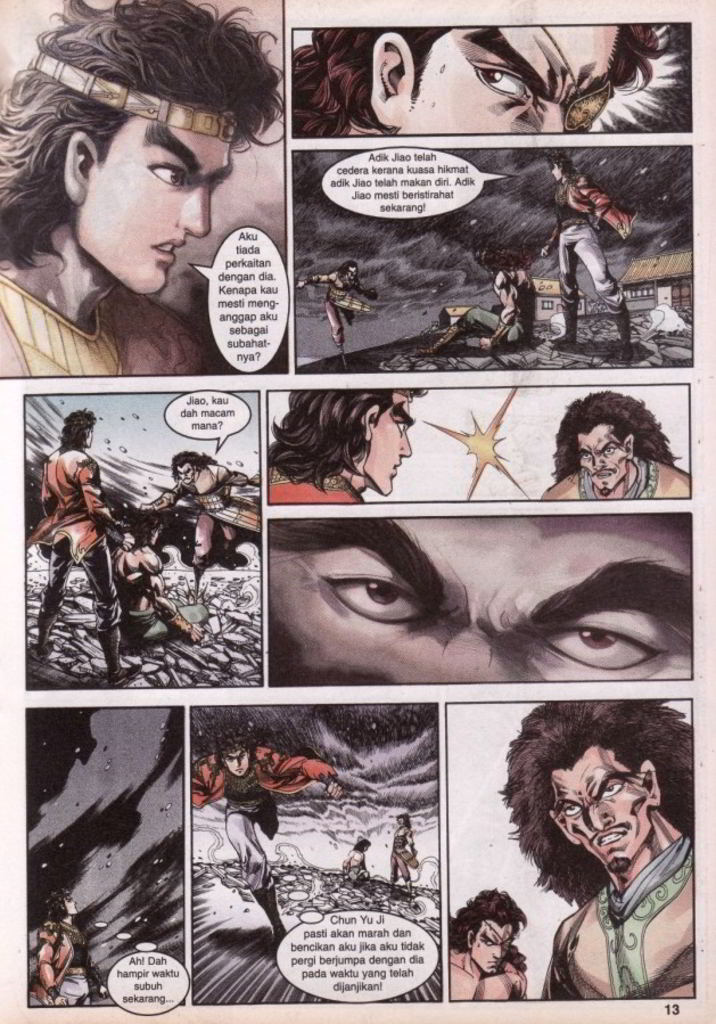 Aku
tiada
perkaitan
dengan dia.
Kenapa kau
mesti meng-
anggap aku
sebagai
subahat-
nya?
Adik Jiao telah
cedera kerana kuasa hikmat
adik Jiao telah makan diri. Adik
Jiao mesti beristirahat
sekarang!
Jiao, kau
dah macam
mana?
Ah! Dah
hampir waktu
subuh
sekarang...
Chun Yu Ji
pasti akan marah dan
bencikan aku jika aku tidak
pergi berjumpa dengan dia
pada waktu yang telah
dijanjikan!
13